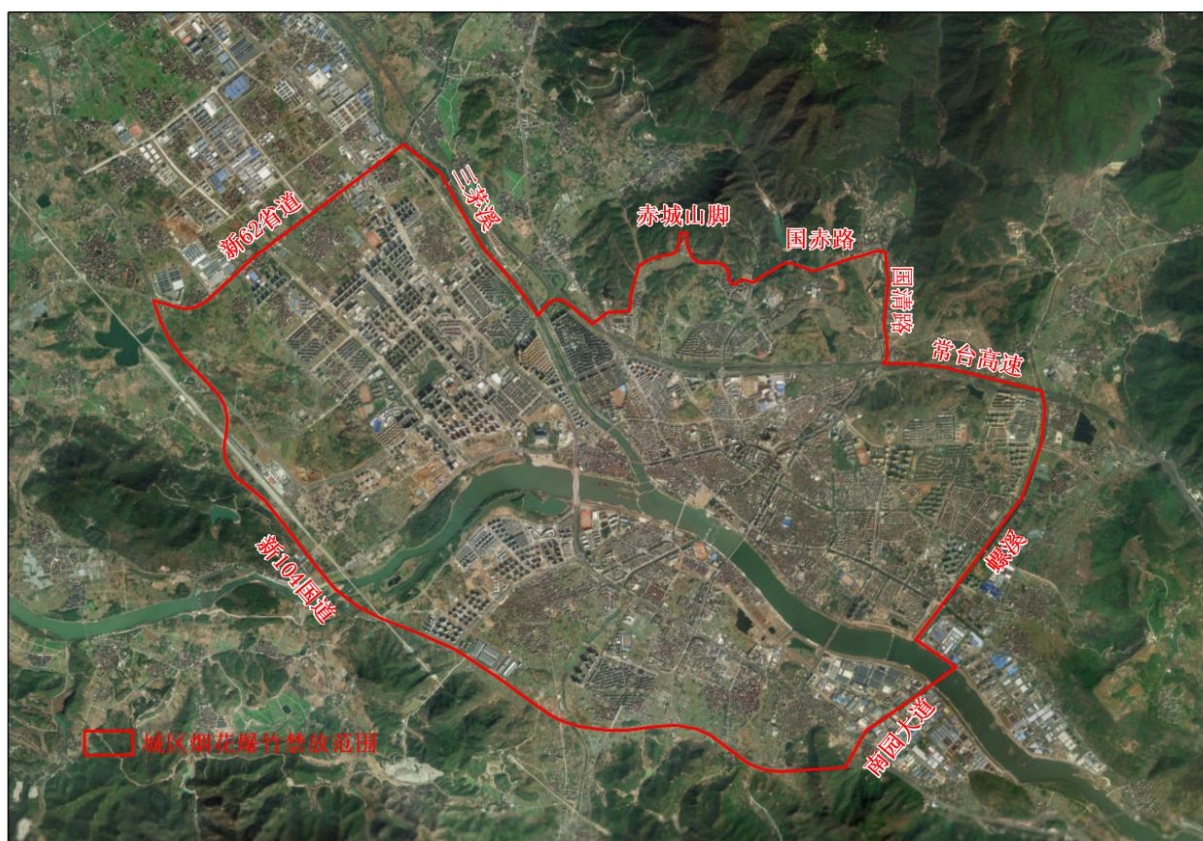 新62省道
三茅溪
赤城山脚
国赤路
国清路
常台高速
螺溪
新104国道
南园大道
城区烟花爆竹禁放范围